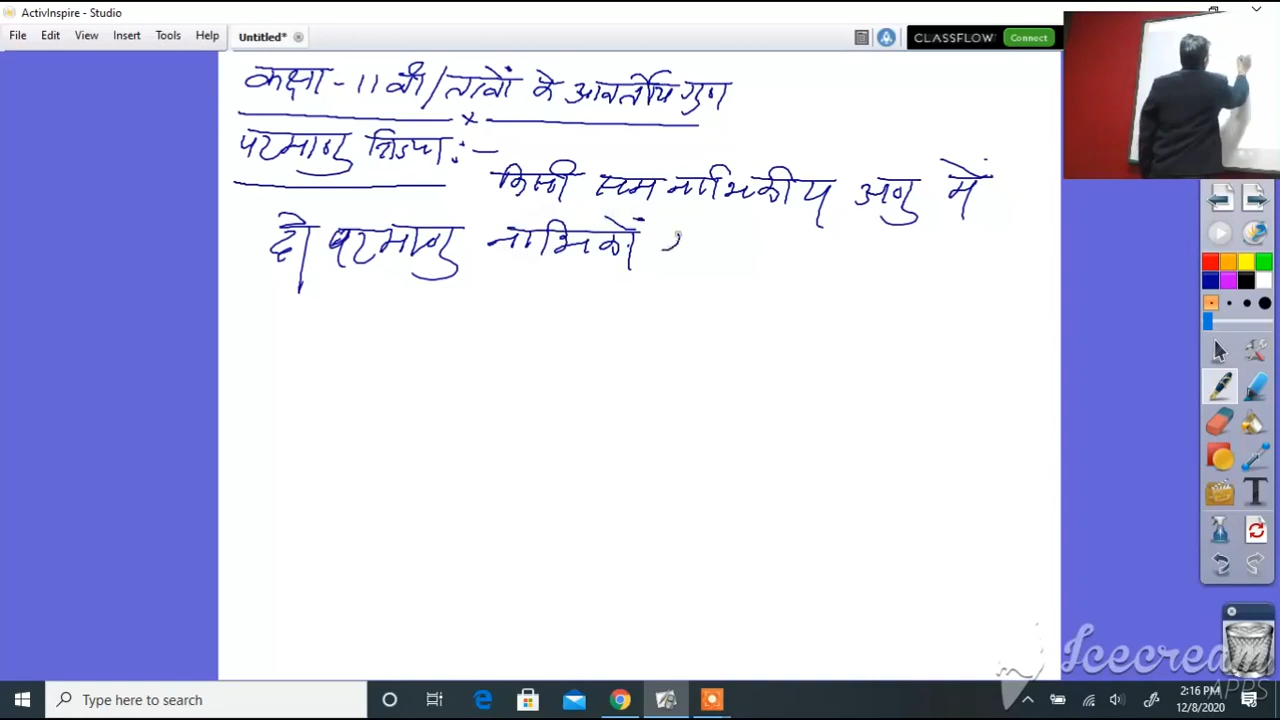 ActivInspire - Studio
File Edit View Insert Tools Help Untitled* CLASSFLOW Connect
कक्षा - 11 वी / तत्वों के आवर्तीय गुण
परमाणु त्रिज्या :-
किसी समनाभिकीय अणु में
दो परमाणु नाभिकों
Icecream
APPS
Type here to search
2:16 PM
12/8/2020